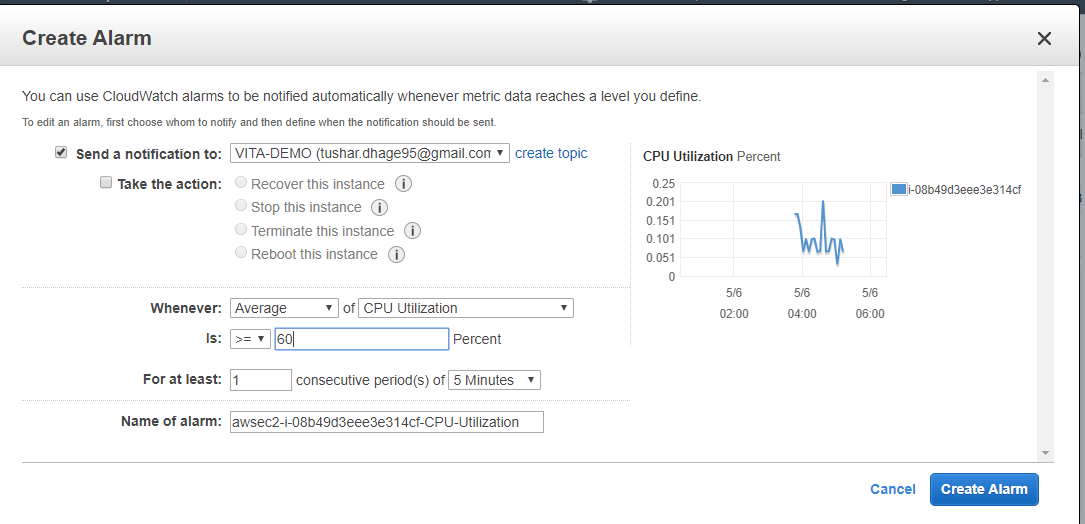 Create Alarm
You can use CloudWatch alarms to be notified automatically whenever metric data reaches a level you define.
To edit an alarm, first choose whom to notify and then define when the notification should be sent.
Send a notification to: VITA-DEMO (tushar.dhage95@gmail.com create topic
Take the action: Recover this instance i
Stop this instance i
Terminate this instance i
Reboot this instance i
Whenever: Average of CPU Utilization
Is: >= 60 Percent
For at least: 1 consecutive period(s) of 5 Minutes
Name of alarm: awsec2-i-08b49d3eee3e314cf-CPU-Utilization
CPU Utilization Percent
0.25
0.201
0.151
0.101
0.051
0
5/6 5/6 5/6
02:00 04:00 06:00
i-08b49d3eee3e314cf
Cancel Create Alarm